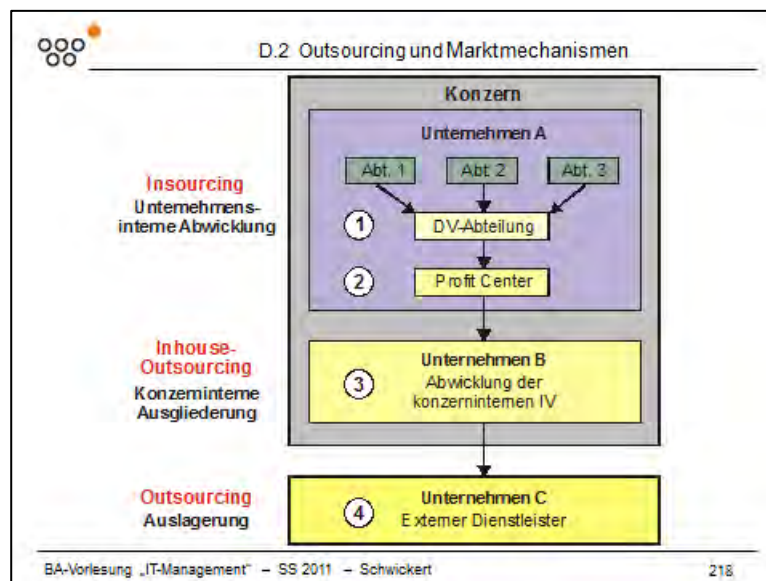 D.2 Outsourcing und Marktmechanismen
Konzern
Unternehmen A
Abt. 1
Abt 2
Abt. 3
Insourcing
Unternehmens-
interne Abwicklung
1
DV-Abteilung
2
Profit Center
Inhouse-
Outsourcing
Konzerninterne
Ausgliederung
3
Unternehmen B
Abwicklung der
konzerninternen IV
Outsourcing
Auslagerung
4
Unternehmen C
Externer Dienstleister
BA-Vorlesung „IT-Management" – SS 2011 – Schwickert
218